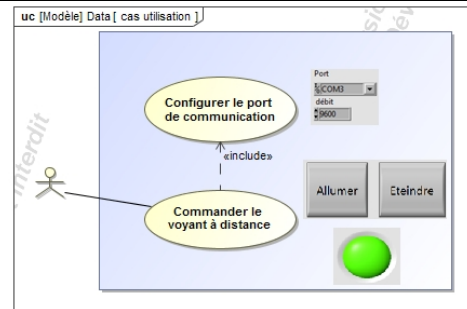 uc [Modèle] Data [ cas utilisation ]
Configurer le port
de communication
Port
COM3
débit
9600
«include»
Allumer
Eteindre
Commander le
voyant à distance
interdit